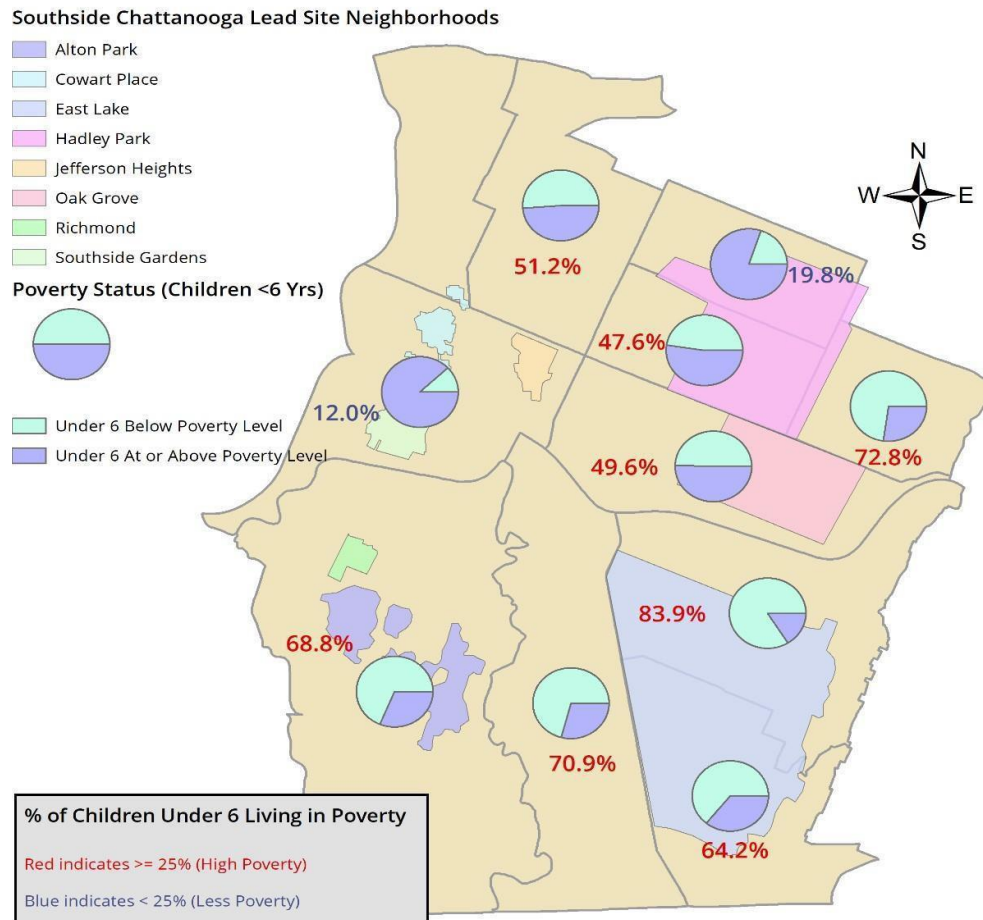 Southside Chattanooga Lead Site Neighborhoods
Alton Park
Cowart Place
East Lake
Hadley Park
Jefferson Heights
Oak Grove
Richmond
Southside Gardens
Poverty Status (Children <6 Yrs)
Under 6 Below Poverty Level
Under 6 At or Above Poverty Level
N
W E
S
51.2%
19.8%
47.6%
12.0%
72.8%
49.6%
83.9%
68.8%
70.9%
64.2%
% of Children Under 6 Living in Poverty
Red indicates >= 25% (High Poverty)
Blue indicates < 25% (Less Poverty)